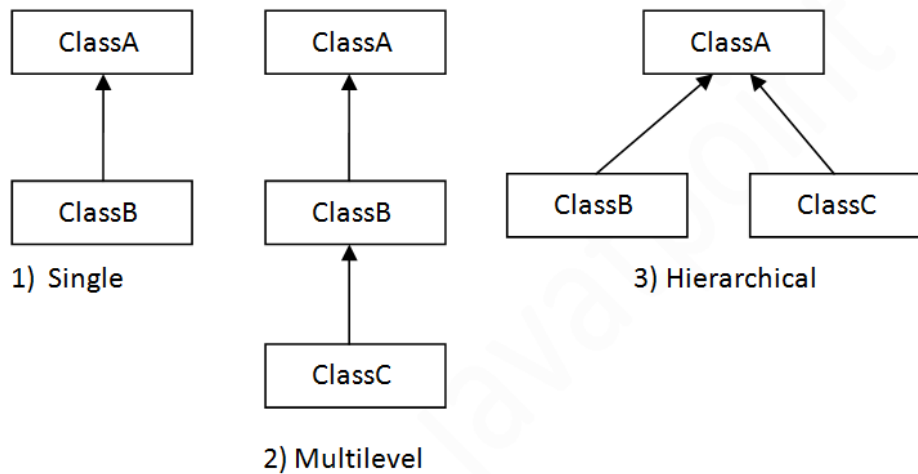 ClassA
ClassB
1) Single
ClassA
ClassB
ClassC
2) Multilevel
ClassA
ClassB
ClassC
3) Hierarchical